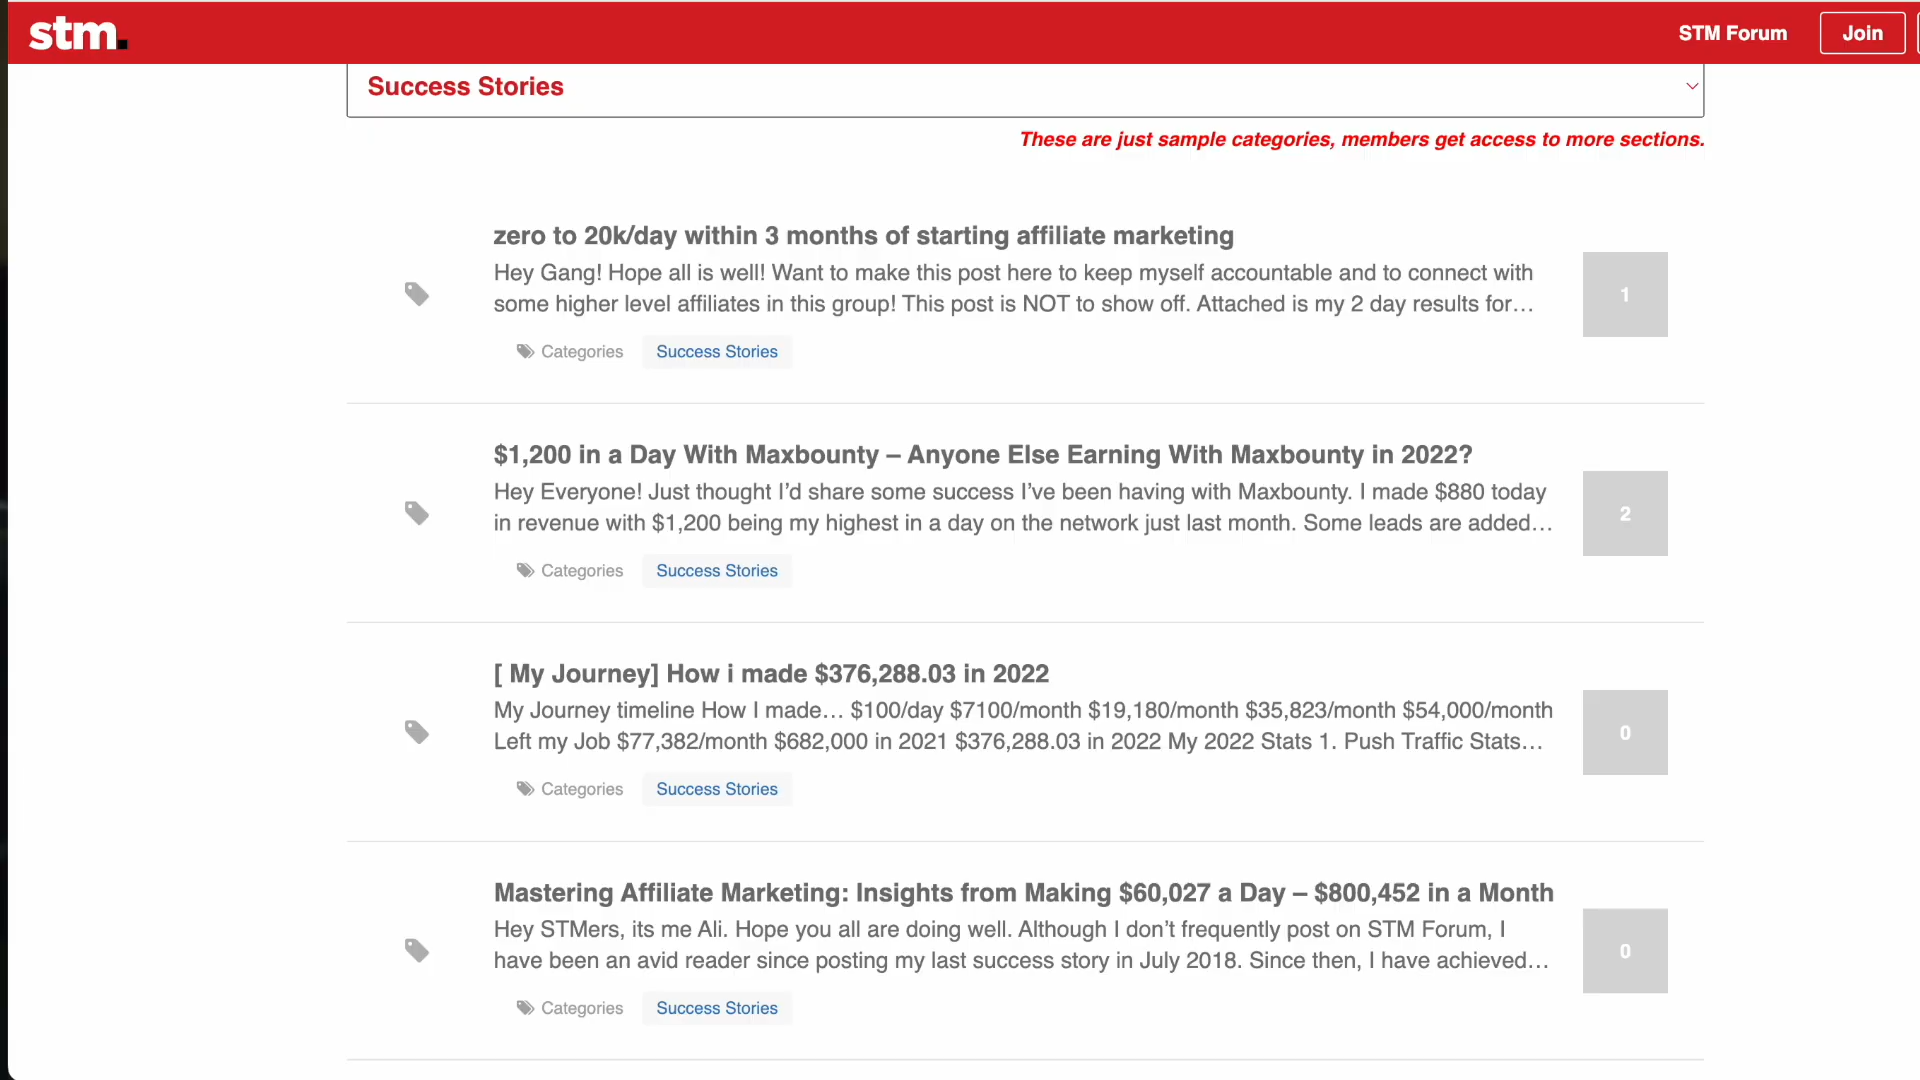 stm.
STM Forum
Join
Success Stories
These are just sample categories, members get access to more sections.
zero to 20k/day within 3 months of starting affiliate marketing
Hey Gang! Hope all is well! Want to make this post here to keep myself accountable and to connect with
some higher level affiliates in this group! This post is NOT to show off. Attached is my 2 day results for…
1
Categories
Success Stories
$1,200 in a Day With Maxbounty – Anyone Else Earning With Maxbounty in 2022?
Hey Everyone! Just thought I’d share some success I’ve been having with Maxbounty. I made $880 today
in revenue with $1,200 being my highest in a day on the network just last month. Some leads are added…
2
Categories
Success Stories
[ My Journey] How i made $376,288.03 in 2022
My Journey timeline How I made… $100/day $7100/month $19,180/month $35,823/month $54,000/month
Left my Job $77,382/month $682,000 in 2021 $376,288.03 in 2022 My 2022 Stats 1. Push Traffic Stats…
0
Categories
Success Stories
Mastering Affiliate Marketing: Insights from Making $60,027 a Day – $800,452 in a Month
Hey STMers, its me Ali. Hope you all are doing well. Although I don’t frequently post on STM Forum, I
have been an avid reader since posting my last success story in July 2018. Since then, I have achieved…
0
Categories
Success Stories